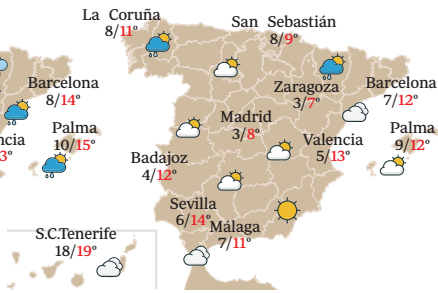 La Coruña
8/11°
San Sebastián
8/9°
Barcelona
8/14°
Zaragoza
3/7°
Barcelona
7/12°
Madrid
3/8°
Palma
10/15°
Valencia
5/13°
Palma
9/12°
Badajoz
4/12°
Sevilla
6/14°
Málaga
7/11°
S.C.Tenerife
18/19°